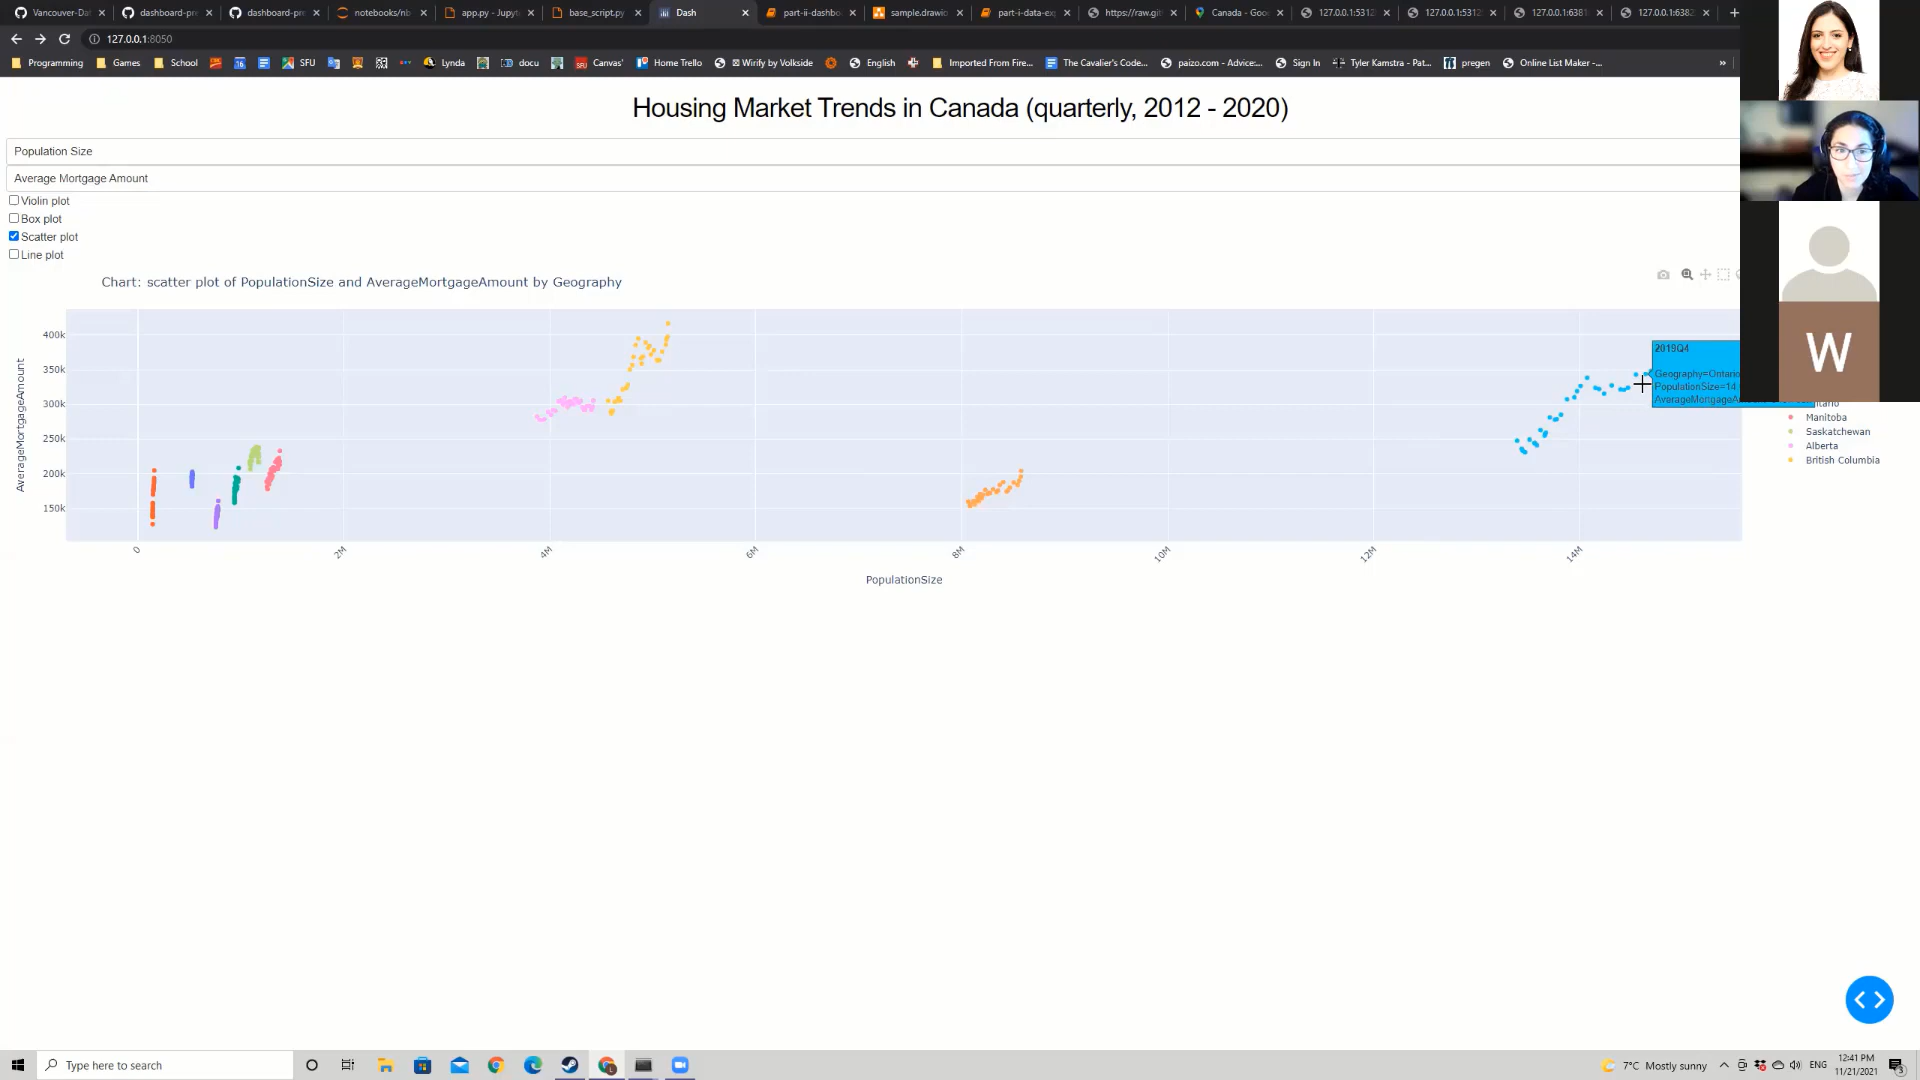 Vancouver-Da
dashboard-pr
dashboard-pr
notebooks/nb
app.py - Jupyt
base_script.py
Dash
part-ii-dashbo
sample.drawio
part-i-data-ex
https://raw.git
Canada - Goo
127.0.0.1:5312
127.0.0.1:5312
127.0.0.1:638
127.0.0.1:638
127.0.0.1:8050
Programming
Games
School
SFU
Lynda
docu
Canvas'
Home Trello
Wirify by Volkside
English
Imported From Fire...
The Cavalier's Code...
paizo.com - Advice:...
Sign In
Tyler Kamstra - Pat...
pregen
Online List Maker -...
»
Housing Market Trends in Canada (quarterly, 2012 - 2020)
Population Size
Average Mortgage Amount
Violin plot
Box plot
Scatter plot
Line plot
Chart: scatter plot of PopulationSize and AverageMortgageAmount by Geography
AverageMortgageAmount
400k
350k
300k
250k
200k
150k
0
2M
4M
6M
8M
10M
12M
14M
PopulationSize
2019Q4
Geography=Ontario
PopulationSize=14
AverageMortgageA
W
ntario
Manitoba
Saskatchewan
Alberta
British Columbia
Type here to search
7°C Mostly sunny
ENG
12:41 PM
11/21/2021
3